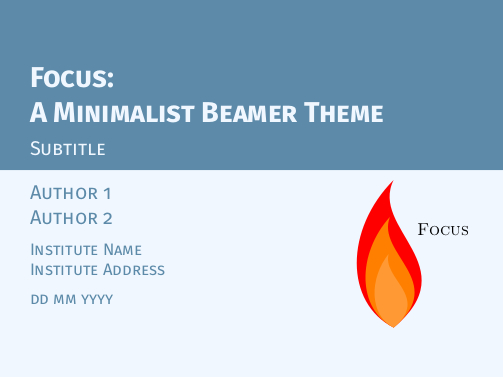 Focus:
A Minimalist Beamer Theme
Subtitle
Author 1
Author 2
Institute Name
Institute Address
dd mm yyyy
Focus